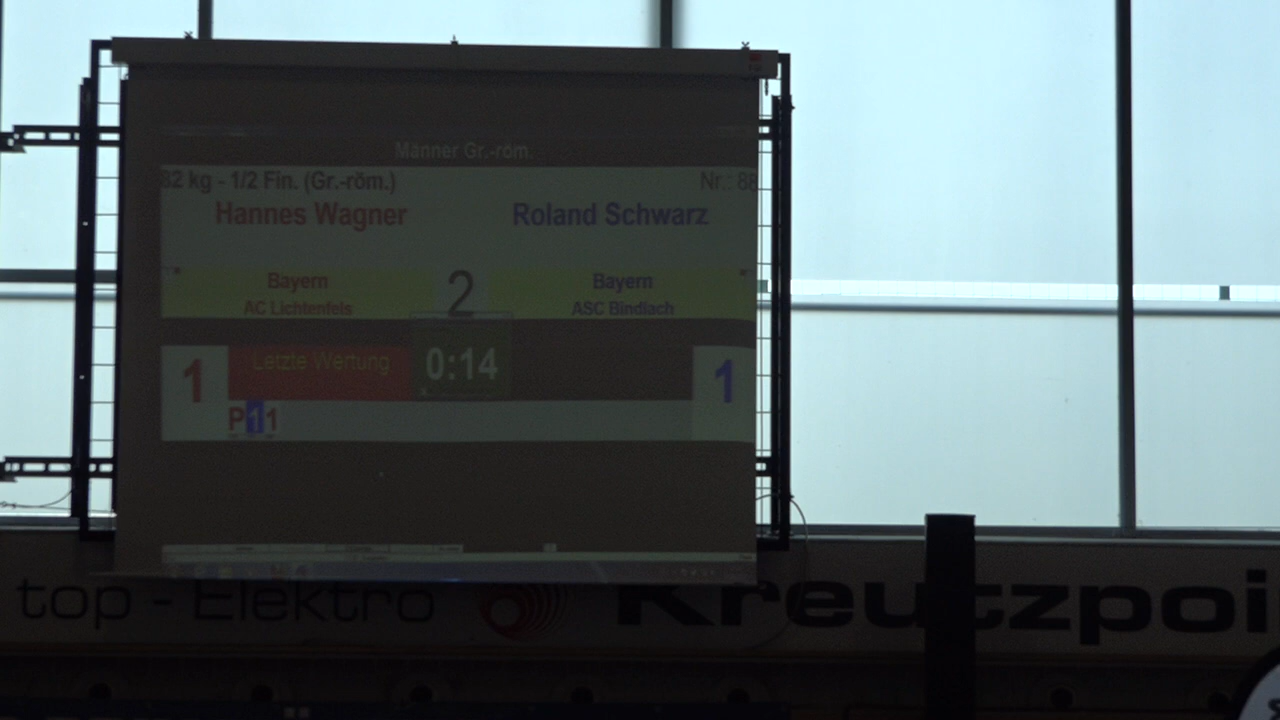 Männer Gr.-röm.
82 kg - 1/2 Fin. (Gr.-röm.) Nr.: 88
Hannes Wagner Roland Schwarz
Bayern 2 Bayern
AC Lichtenfels ASC Bindlach
1 Letzte Wertung 0:14 1
P11
top - Elektro Kreutzpoi